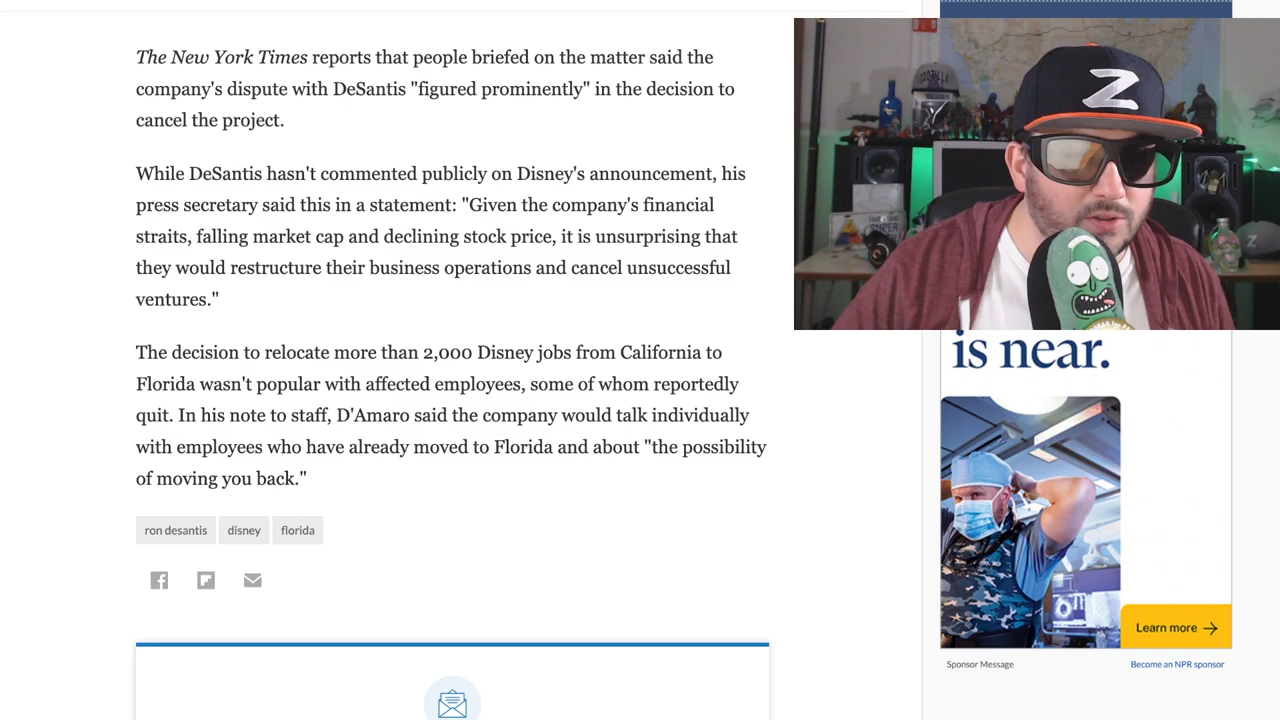 The New York Times reports that people briefed on the matter said the
company's dispute with DeSantis "figured prominently" in the decision to
cancel the project.
While DeSantis hasn't commented publicly on Disney's announcement, his
press secretary said this in a statement: "Given the company's financial
straits, falling market cap and declining stock price, it is unsurprising that
they would restructure their business operations and cancel unsuccessful
ventures."
The decision to relocate more than 2,000 Disney jobs from California to
Florida wasn't popular with affected employees, some of whom reportedly
quit. In his note to staff, D'Amaro said the company would talk individually
with employees who have already moved to Florida and about "the possibility
of moving you back."
ron desantis
disney
florida
Z
is near.
Learn more
Sponsor Message
Become an NPR sponsor